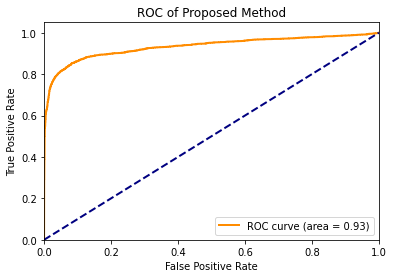 ROC of Proposed Method
True Positive Rate
1.0
0.8
0.6
0.4
0.2
0.0
ROC curve (area = 0.93)
0.0 0.2 0.4 0.6 0.8 1.0
False Positive Rate